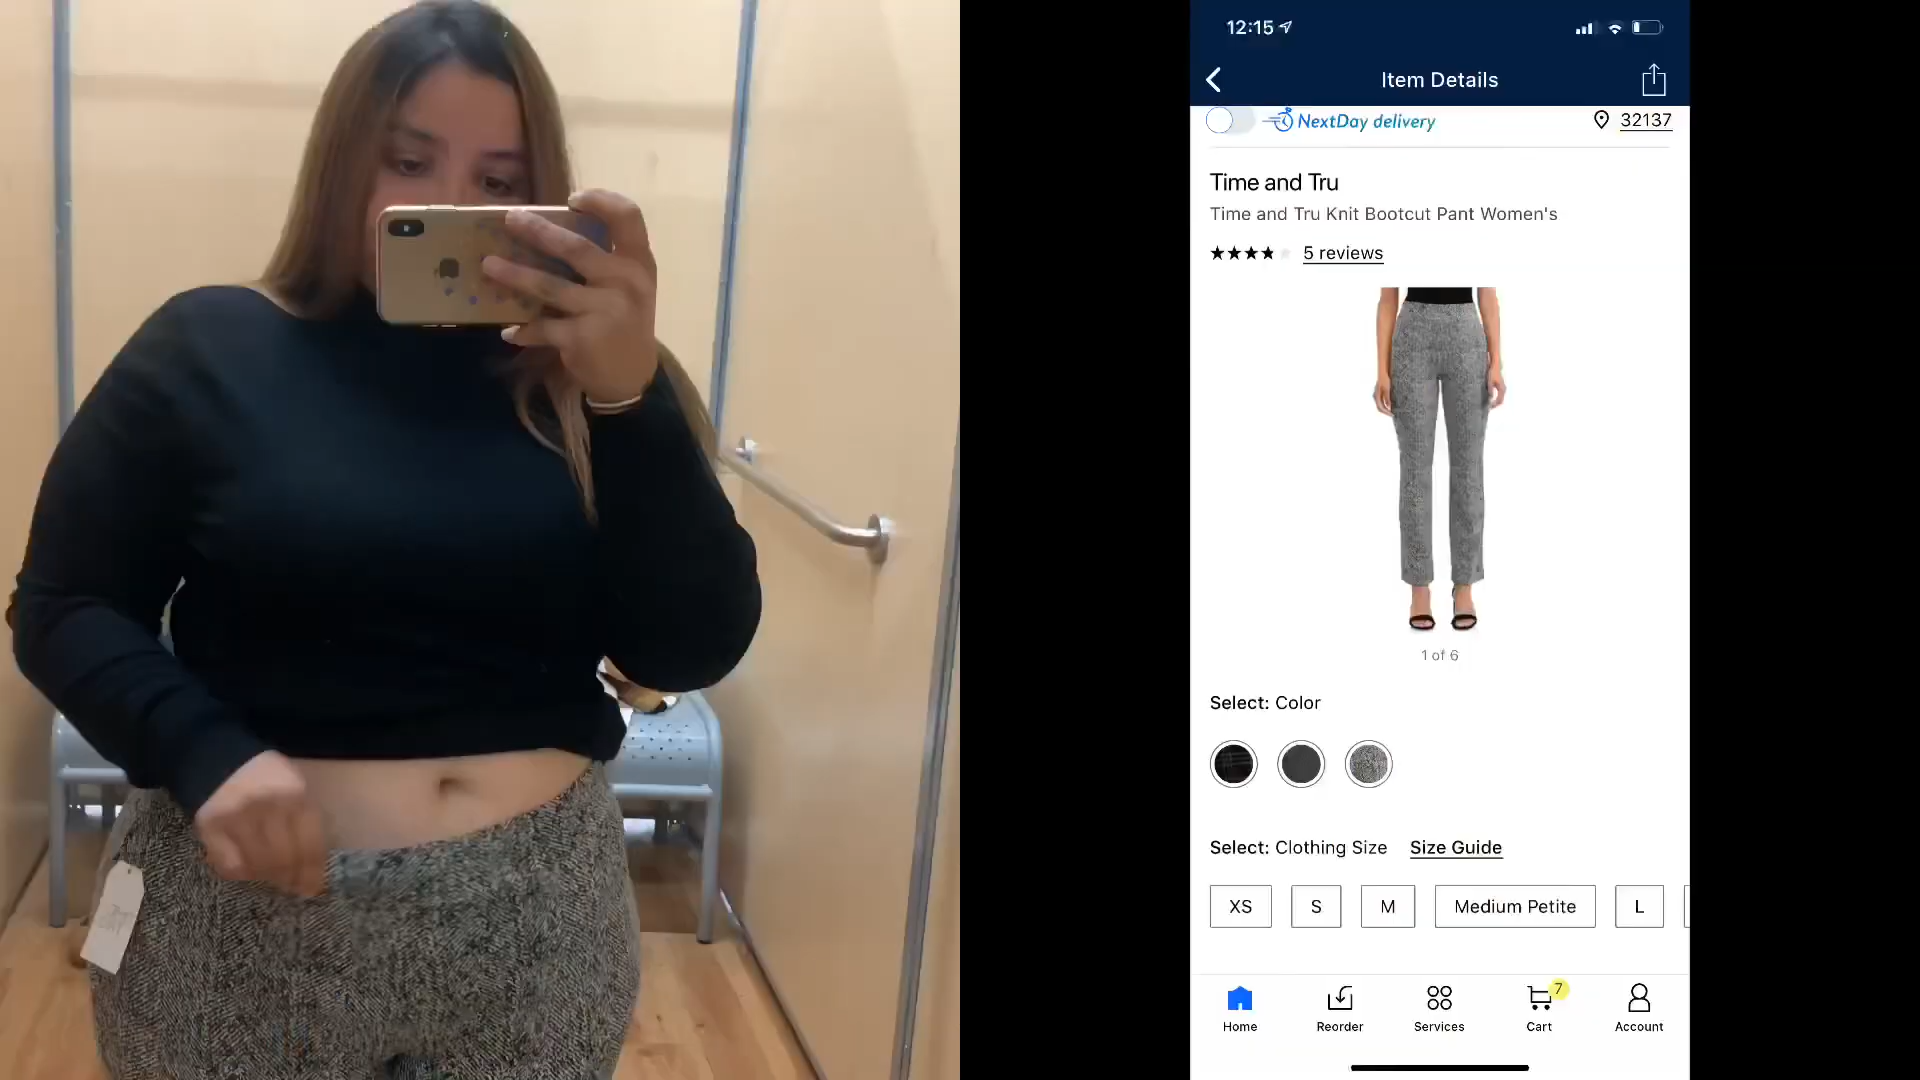 12:15
Item Details
NextDay delivery
32137
Time and Tru
Time and Tru Knit Bootcut Pant Women's
5 reviews
1 of 6
Select: Color
Select: Clothing Size Size Guide
XS S M Medium Petite L
7
Home Reorder Services Cart Account